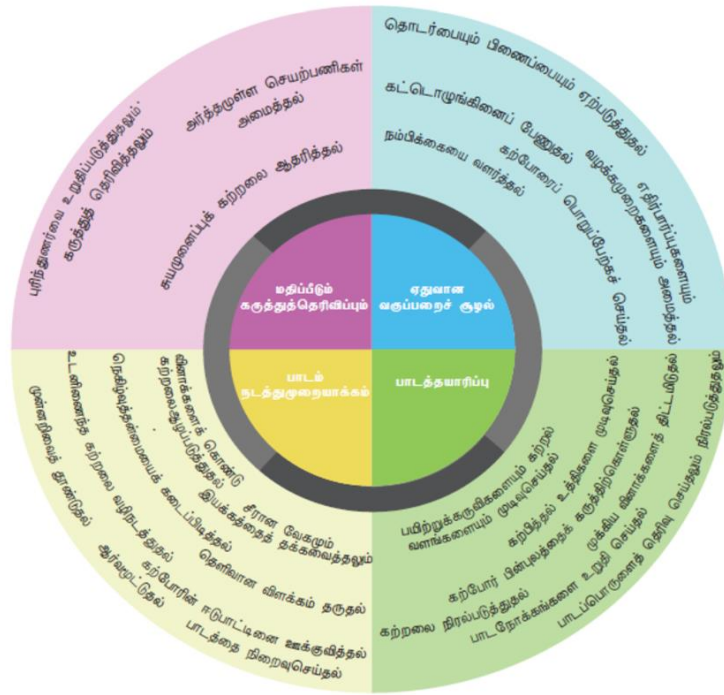 புரிந்துணர்வை உறுதிப்படுத்துதலும்
கருத்துத் தெரிவித்தலும்
அர்த்தமுள்ள செயற்பணிகள்
அமைத்தல்
சுயமுனைப்புக் கற்றலை ஆதரித்தல்
தொடர்பையும் பிணைப்பையும் ஏற்படுத்துதல்
கட்டொழுங்கினைப் பேணுதல்
நம்பிக்கையை வளர்த்தல்
எதிர்பார்ப்புகளையும்
வழக்கமுறைகளையும் அமைத்தல்
கற்போரைப் பொறுப்பேற்கச் செய்தல்
மதிப்பீடும்
கருத்துத்தெரிவிப்பும்
ஏதுவான
வகுப்பறைச் சூழல்
பாடம்
நடத்துமுறையாக்கம்
பாடத்தயாரிப்பு
வினாக்களைக் கொண்டு
கற்றலைஆழப்படுத்துதல்
சீரான வேகமும்
இயக்கத்தைத் தக்கவைத்தலும்
நெகிழ்வுத்தன்மையைக் கடைப்பிடித்தல்
தெளிவான விளக்கம் தருதல்
உடனிணைந்த கற்றலை வழிநடத்துதல்
கற்போரின் ஈடுபாட்டினை ஊக்குவித்தல்
முன்னறிவைத் தூண்டுதல்
ஆர்வமூட்டுதல்
பாடத்தை நிறைவுசெய்தல்
பயிற்றுக்கருவிகளையும் கற்றல்
வளங்களையும் முடிவுசெய்தல்
கற்பித்தல் உத்திகளை முடிவுசெய்தல்
கற்போர் பின்புலத்தைக் கருத்திற்கொள்ளுதல்
முக்கிய வினாக்களைத் திட்டமிடுதல்
கற்றலை நிரல்படுத்துதல்
பாடநோக்கங்களை உறுதி செய்தல்
பாடப்பொருளைத் தெரிவு செய்தலும் நிரல்படுத்துதலும்